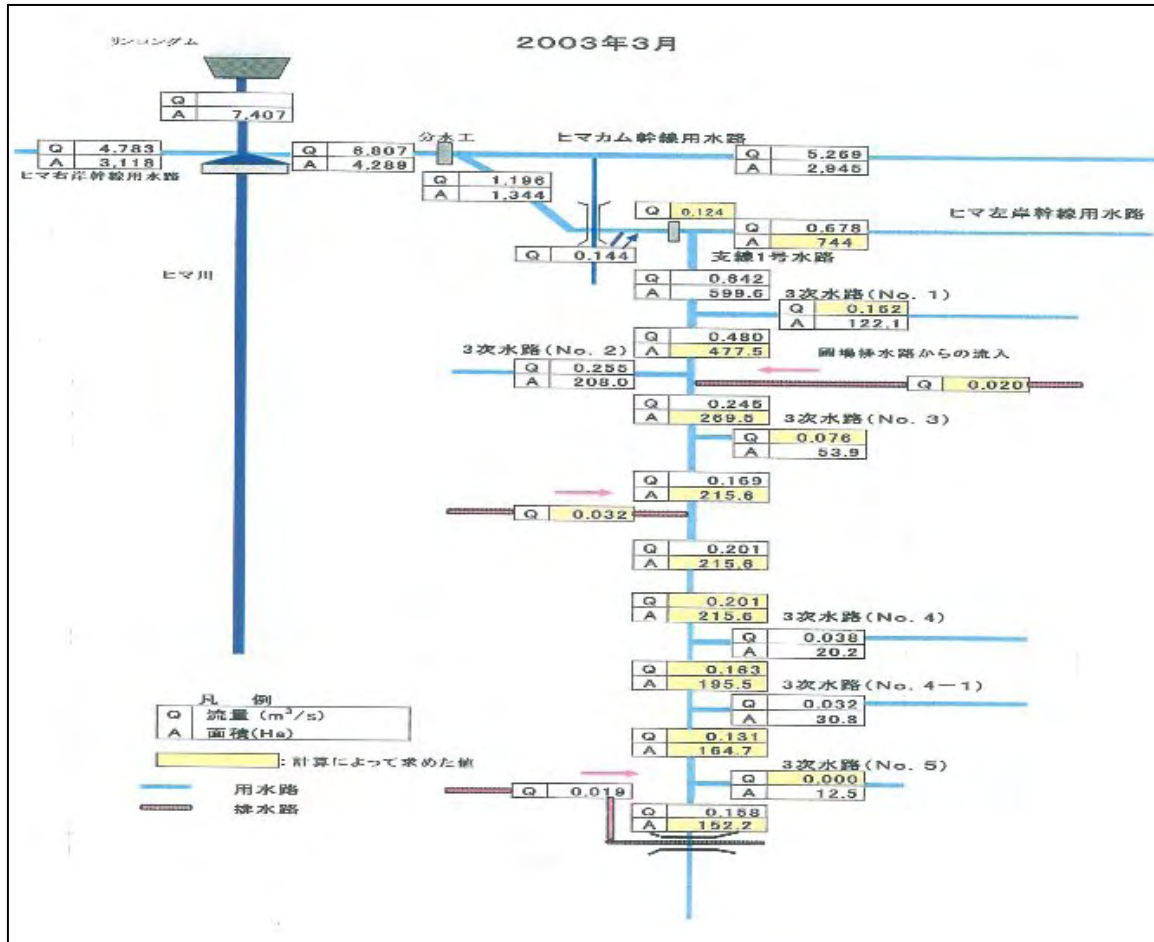 2003年3月
リンコンダム
Q
A 7,407
Q 4.783
A 3,118
ヒマ右岸幹線用水路
Q 6.807
A 4,289
分水工
ヒマカム幹線用水路
Q 5.269
A 2,945
Q 1.196
A 1,344
Q 0.124
ヒマ左岸幹線用水路
Q 0.678
A 744
Q 0.144
支線1号水路
ヒマ川
Q 0.642
A 599.6
3次水路(No. 1)
Q 0.162
A 122.1
Q 0.480
A 477.5
圃場排水路からの流入
3次水路(No. 2)
Q 0.255
A 208.0
Q 0.020
Q 0.245
A 269.5
3次水路(No. 3)
Q 0.076
A 53.9
Q 0.169
A 215.6
Q 0.032
Q 0.201
A 215.6
Q 0.201
A 215.6
3次水路(No. 4)
Q 0.038
A 20.2
Q 0.163
A 195.5
3次水路(No. 4-1)
Q 0.032
A 30.8
Q 0.131
A 164.7
3次水路(No. 5)
Q 0.000
A 12.5
Q 0.019
Q 0.158
A 152.2
凡 例
Q 流量 (m³/s)
A 面積(Ha)
:計算によって求めた値
用水路
排水路